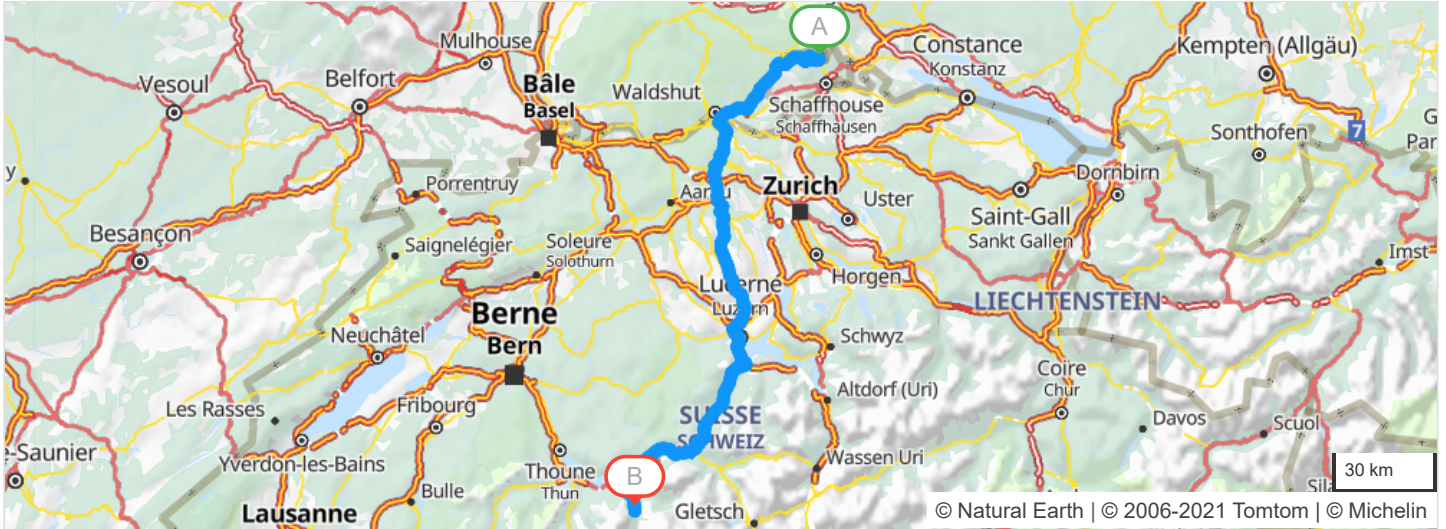 A
Mulhouse
Constance
Konstanz
Kempten (Allgäu)
Vesoul
Belfort
Bâle
Basel
Waldshut
Schaffhouse
Schaffhausen
Sonthofen
7
G
Par
y
Porrentruy
Aarau
Zurich
Uster
Dornbirn
Saint-Gall
Sankt Gallen
Besançon
Saignelégier
Soleure
Solothurn
Imst
Lucerne
Luzern
Horgen
LIECHTENSTEIN
Berne
Bern
Neuchâtel
Schwyz
Coire
Chur
Les Rasses
Fribourg
SUISSE
SCHWEIZ
Altdorf (Uri)
Davos
Scuol
e-Saunier
Yverdon-les-Bains
Thoune
Thun
B
Wassen Uri
30 km
Bulle
Lausanne
Gletsch
Sila
© Natural Earth | © 2006-2021 Tomtom | © Michelin